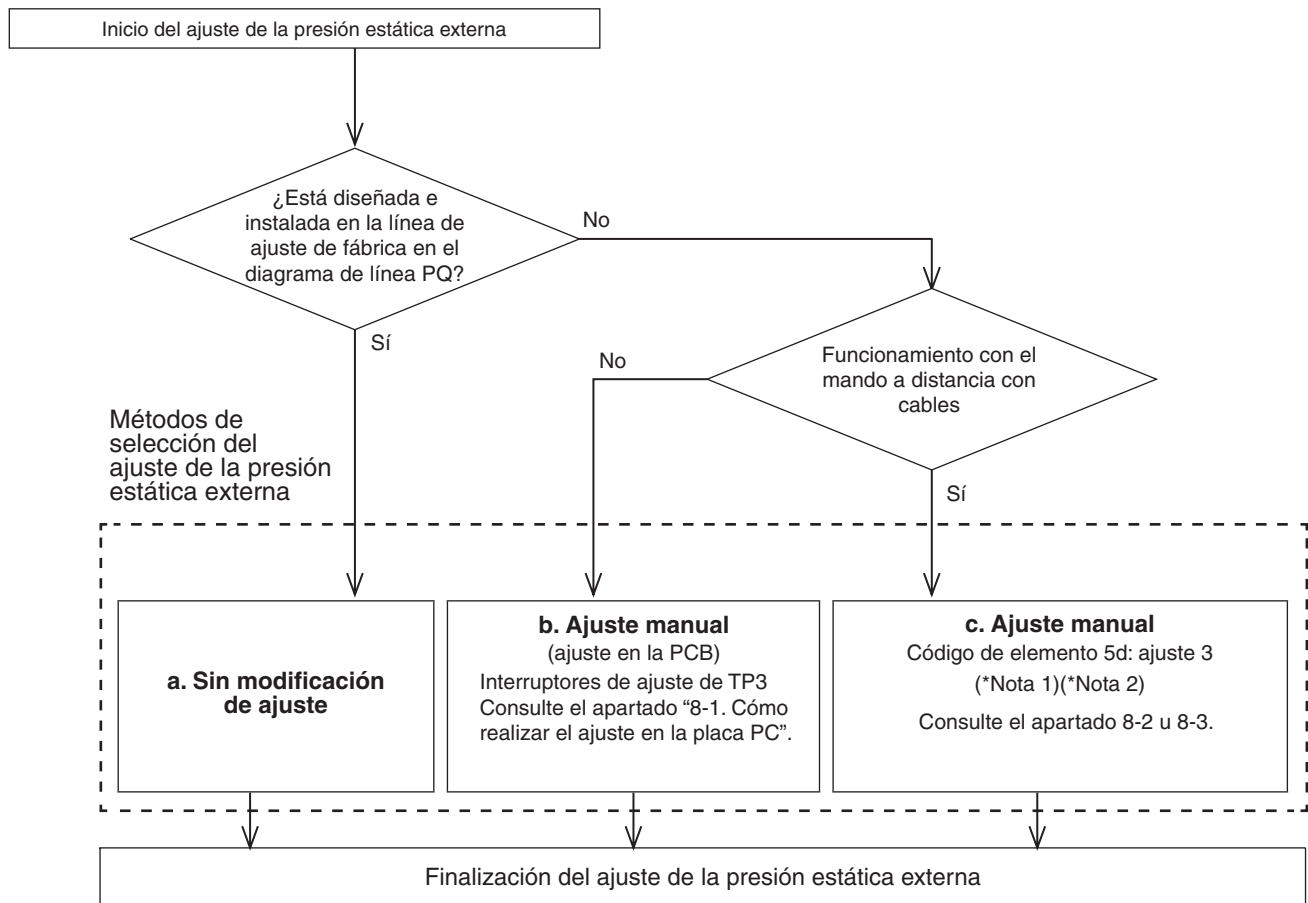 Inicio del ajuste de la presión estática externa
¿Está diseñada e
instalada en la línea de
ajuste de fábrica en el
diagrama de línea PQ?
No
Sí
Funcionamiento con el
mando a distancia con
cables
No
Sí
Métodos de
selección del
ajuste de la presión
estática externa
a. Sin modificación
de ajuste
b. Ajuste manual
(ajuste en la PCB)
Interruptores de ajuste de TP3
Consulte el apartado “8-1. Cómo
realizar el ajuste en la placa PC”.
c. Ajuste manual
Código de elemento 5d: ajuste 3
(*Nota 1)(*Nota 2)
Consulte el apartado 8-2 u 8-3.
Finalización del ajuste de la presión estática externa